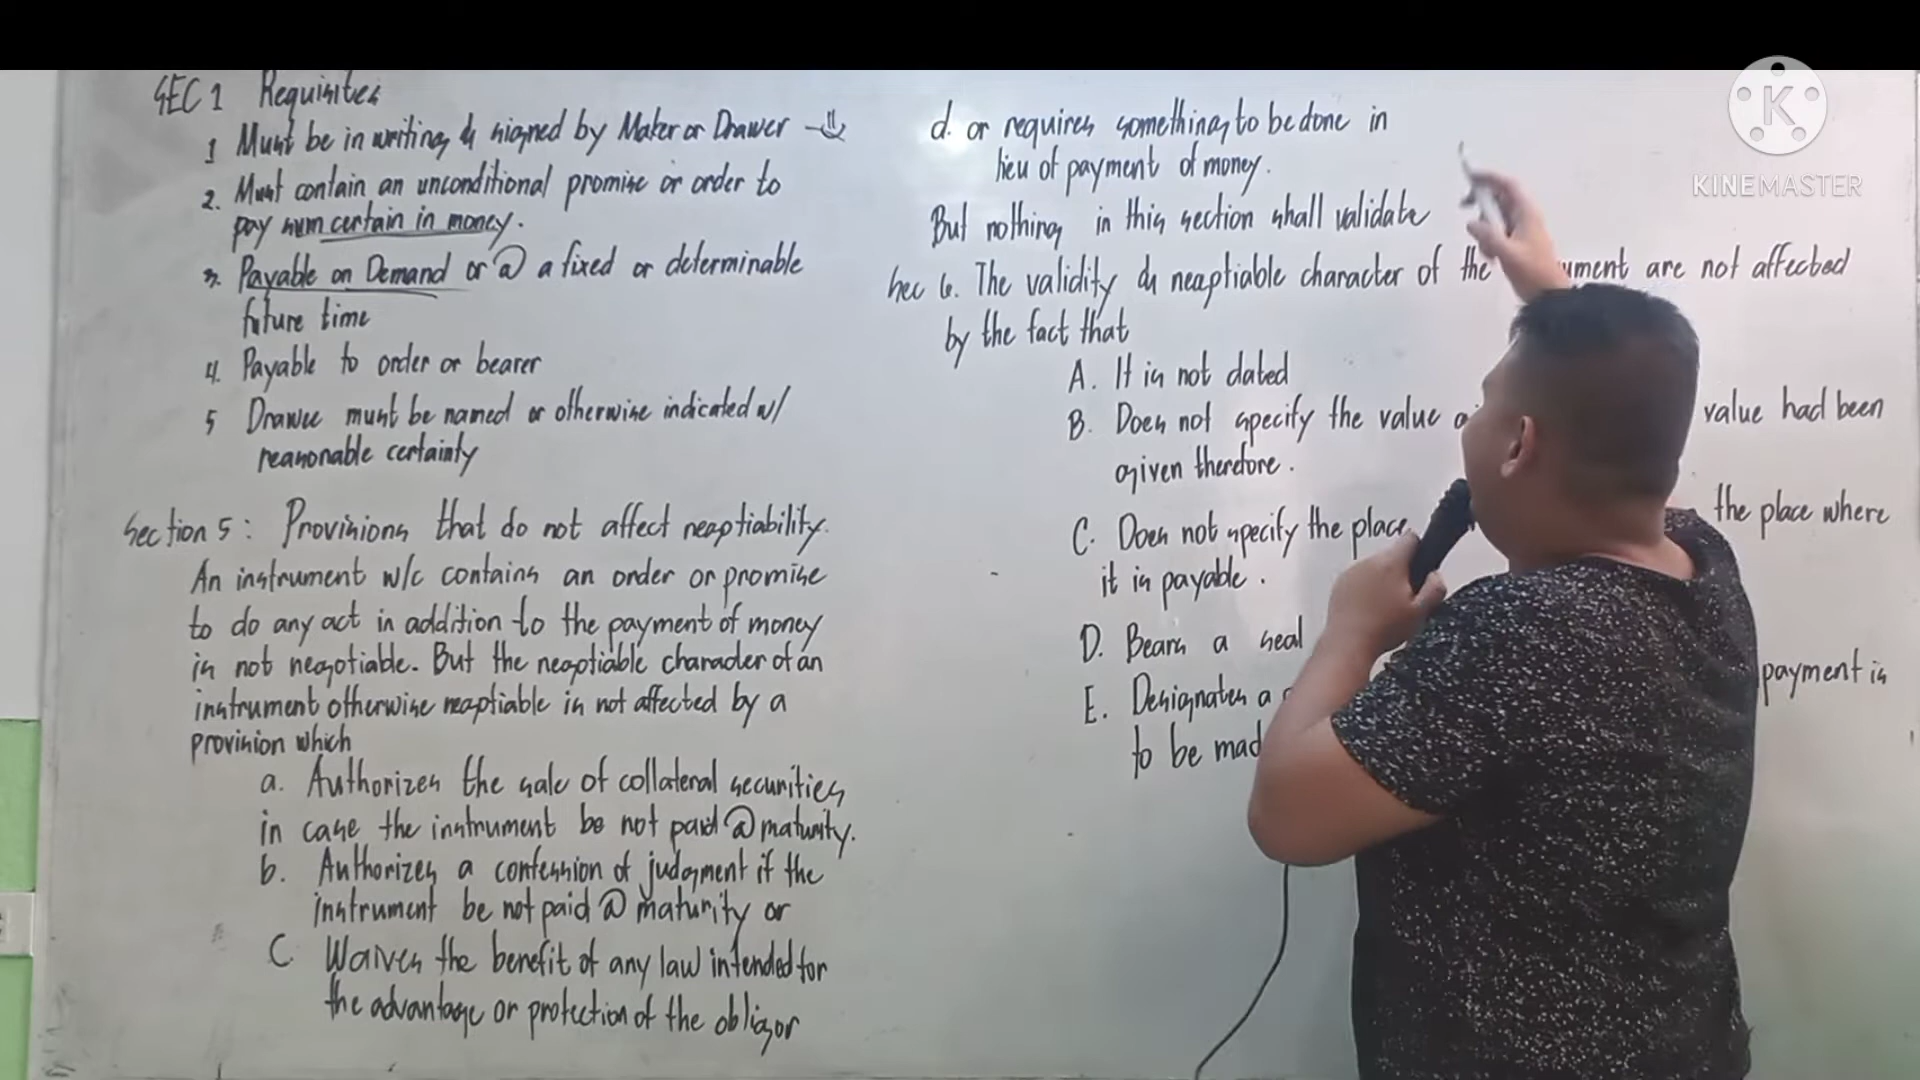 SEC 1 Requisites
1 Must be in writing & signed by Maker or Drawer
2. Must contain an unconditional promise or order to
pay sum certain in money.
3. Payable on Demand or @ a fixed or determinable
future time
4. Payable to order or bearer
5 Drawee must be named or otherwise indicated w/
reasonable certainty
Section 5: Provisions that do not affect negotiability.
An instrument w/c contains an order or promise
to do any act in addition to the payment of money
is not negotiable. But the negotiable character of an
instrument otherwise negotiable is not affected by a
provision which
a. Authorizes the sale of collateral securities
in case the instrument be not paid @ maturity.
b. Authorizes a confession of judgment if the
instrument be not paid @ maturity or
C. Waives the benefit of any law intended for
the advantage or protection of the obligor
d. or requires something to be done in
lieu of payment of money.
But nothing in this section shall validate
Sec 6. The validity & negotiable character of the ument are not affected
by the fact that
A. It is not dated
B. Does not specify the value value had been
given therefore.
C. Does not specify the place the place where
it is payable.
D. Bears a seal
E. Designates a payment is
to be mad
KINEMASTER